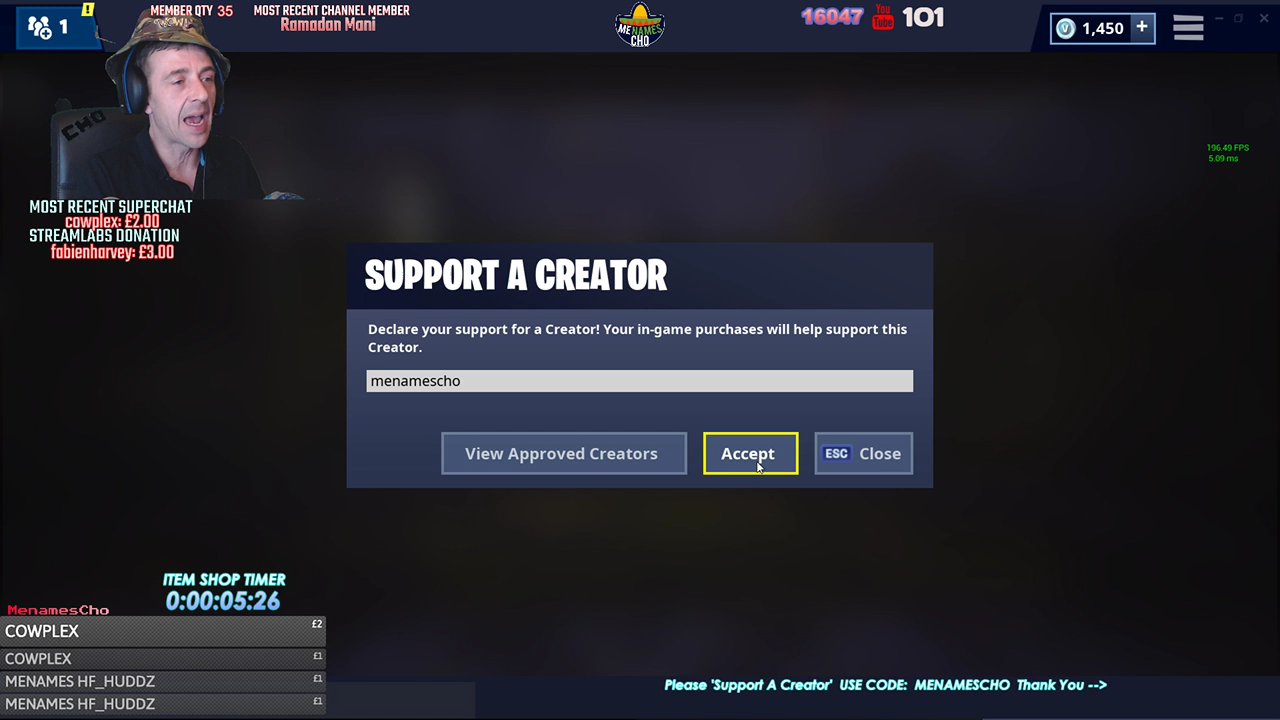 1
!
MEMBER QTY 35
MOST RECENT CHANNEL MEMBER
Ramadan Mani
MENAMES
CHO
16047
You
Tube
101
V 1,450 +
196.49 FPS
5.09 ms
CHO
MOST RECENT SUPERCHAT
cowplex: £2.00
STREAMLABS DONATION
fabienharvey: £3.00
SUPPORT A CREATOR
Declare your support for a Creator! Your in-game purchases will help support this
Creator.
menamescho
View Approved Creators
Accept
ESC Close
ITEM SHOP TIMER
0:00:05:26
MenamesCho
COWPLEX £2
COWPLEX £1
MENAMES HF_HUDDZ £1
MENAMES HF_HUDDZ £1
Please 'Support A Creator' USE CODE: MENAMESCHO Thank You -->